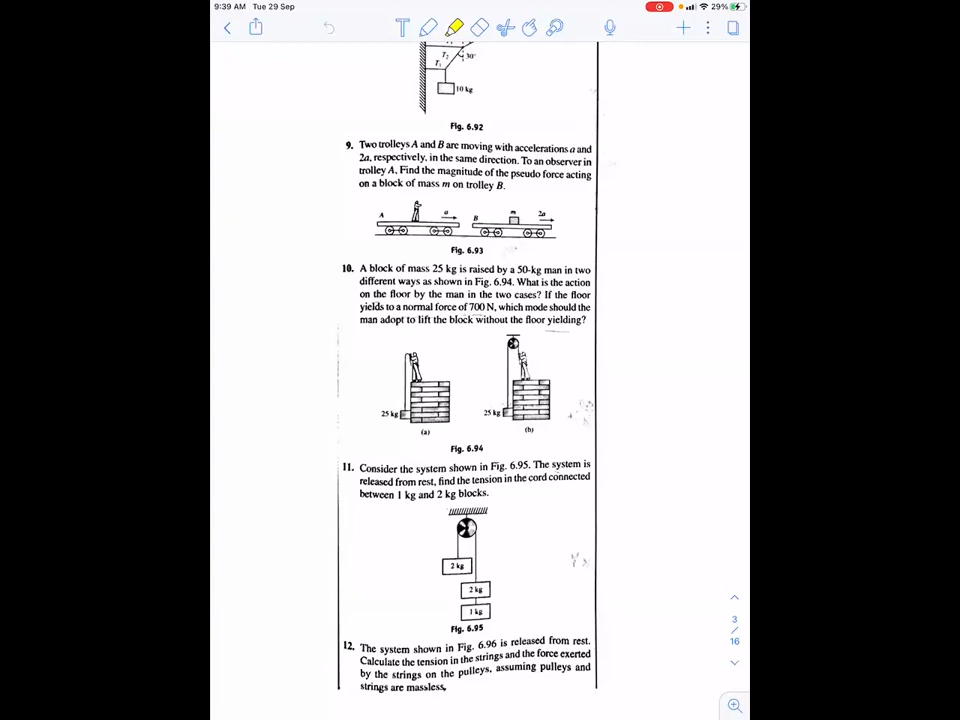 9:39 AM Tue 29 Sep
29%
T
T₂
30°
T₁
10 kg
Fig. 6.92
9. Two trolleys A and B are moving with accelerations a and
2a, respectively, in the same direction. To an observer in
trolley A, Find the magnitude of the pseudo force acting
on a block of mass m on trolley B.
A a B m 2a
Fig. 6.93
10. A block of mass 25 kg is raised by a 50-kg man in two
different ways as shown in Fig. 6.94. What is the action
on the floor by the man in the two cases? If the floor
yields to a normal force of 700 N, which mode should the
man adopt to lift the block without the floor yielding?
25 kg 25 kg
(a) (b)
Fig. 6.94
11. Consider the system shown in Fig. 6.95. The system is
released from rest, find the tension in the cord connected
between 1 kg and 2 kg blocks.
2 kg
2 kg
1 kg
Fig. 6.95
12. The system shown in Fig. 6.96 is released from rest.
Calculate the tension in the strings and the force exerted
by the strings on the pulleys, assuming pulleys and
strings are massless.
3
/
16